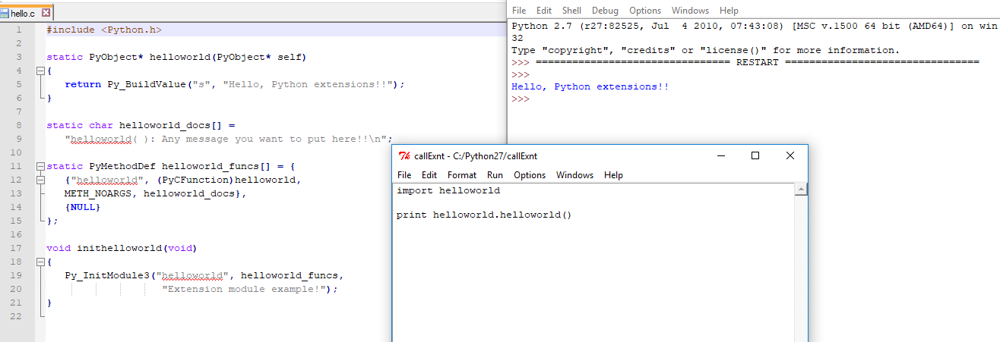 hello.c
1 #include <Python.h>
2
3 static PyObject* helloworld(PyObject* self)
4 {
5 return Py_BuildValue("s", "Hello, Python extensions!!");
6 }
7
8 static char helloworld_docs[] =
9 "helloworld( ): Any message you want to put here!!\n";
10
11 static PyMethodDef helloworld_funcs[] = {
12 {"helloworld", (PyCFunction)helloworld,
13 METH_NOARGS, helloworld_docs},
14 {NULL}
15 };
16
17 void inithelloworld(void)
18 {
19 Py_InitModule3("helloworld", helloworld_funcs,
20 "Extension module example!");
21 }
22
File Edit Shell Debug Options Windows Help
Python 2.7 (r27:82525, Jul  4 2010, 07:43:08) [MSC v.1500 64 bit (AMD64)] on win
32
Type "copyright", "credits" or "license()" for more information.
>>> ================================ RESTART ================================
>>>
Hello, Python extensions!!
>>>
callExnt - C:/Python27/callExnt
File Edit Format Run Options Windows Help
import helloworld
print helloworld.helloworld()